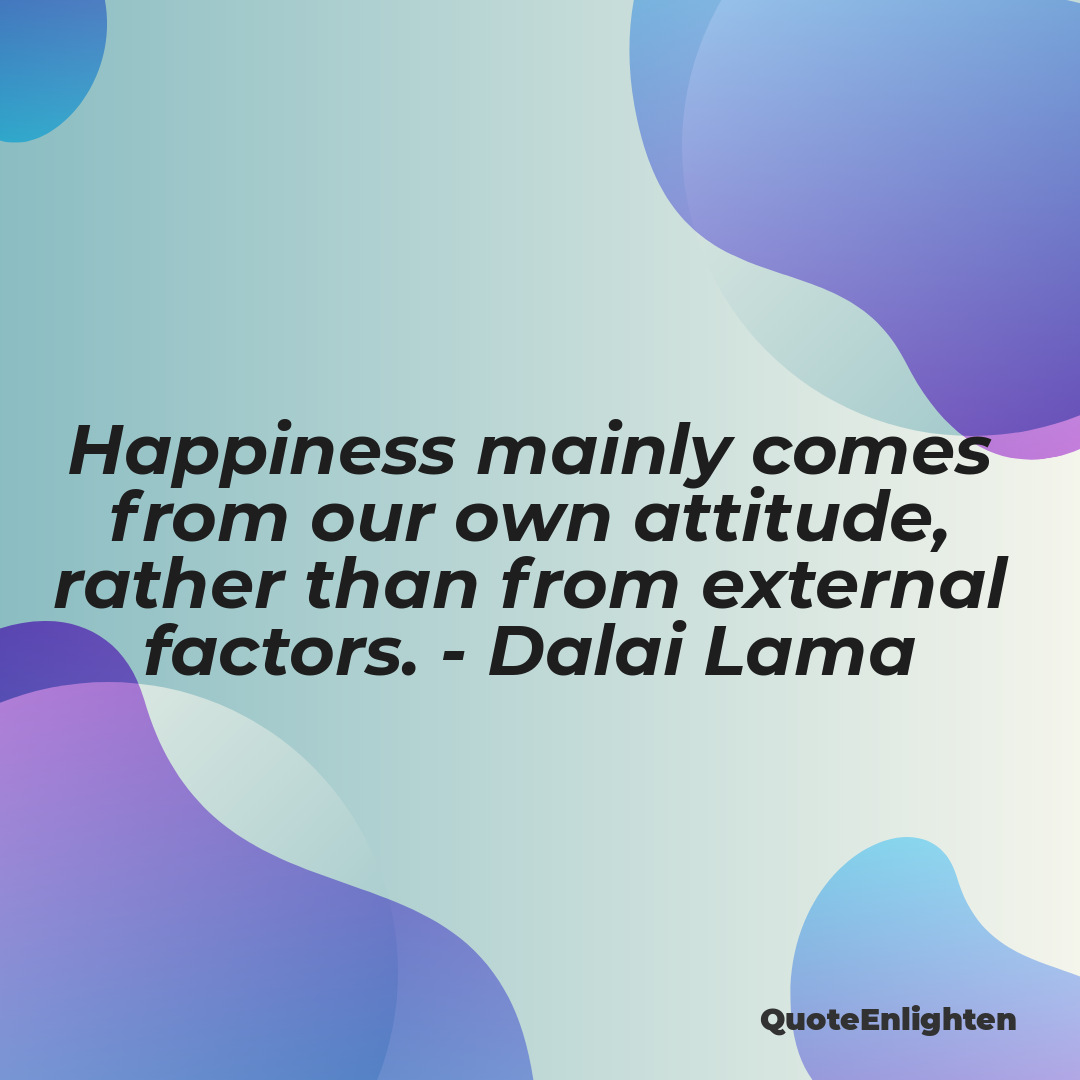 Happiness mainly comes
from our own attitude,
rather than from external
factors. - Dalai Lama
QuoteEnlighten